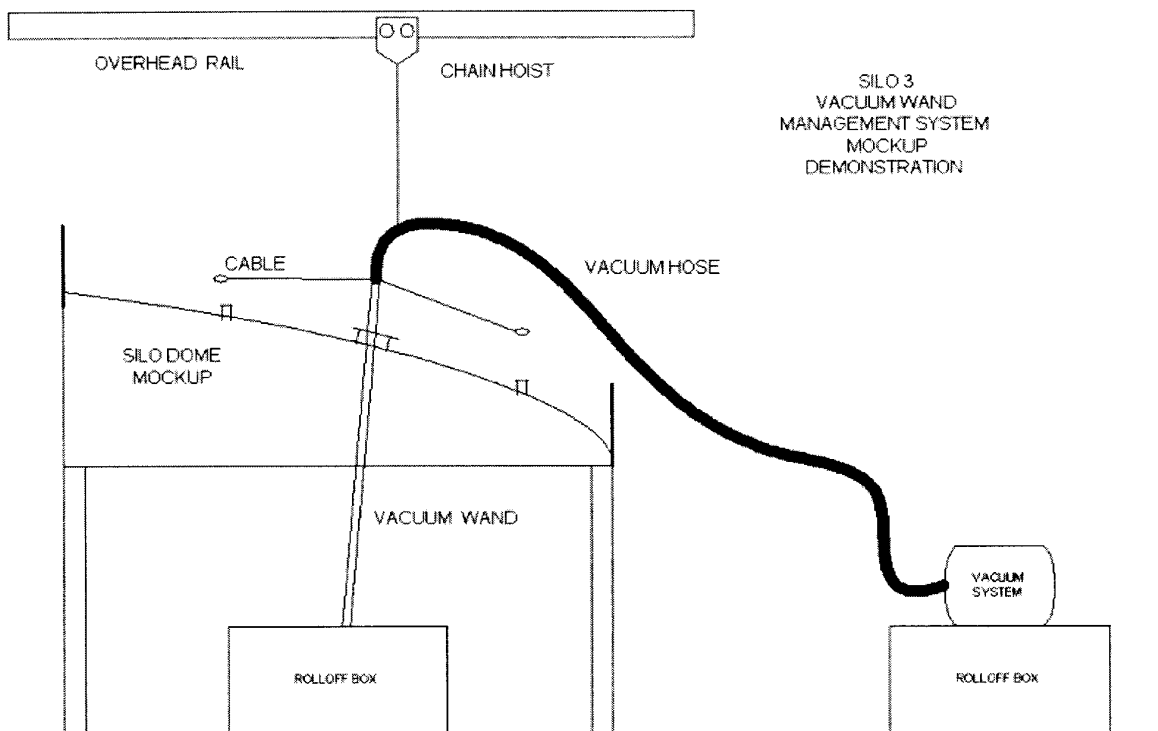 OVERHEAD RAIL
CHAIN HOIST
SILO 3
VACUUM WAND
MANAGEMENT SYSTEM
MOCKUP
DEMONSTRATION
CABLE
VACUUM HOSE
SILO DOME
MOCKUP
VACUUM WAND
VACUUM
SYSTEM
ROLLOFF BOX
ROLLOFF BOX